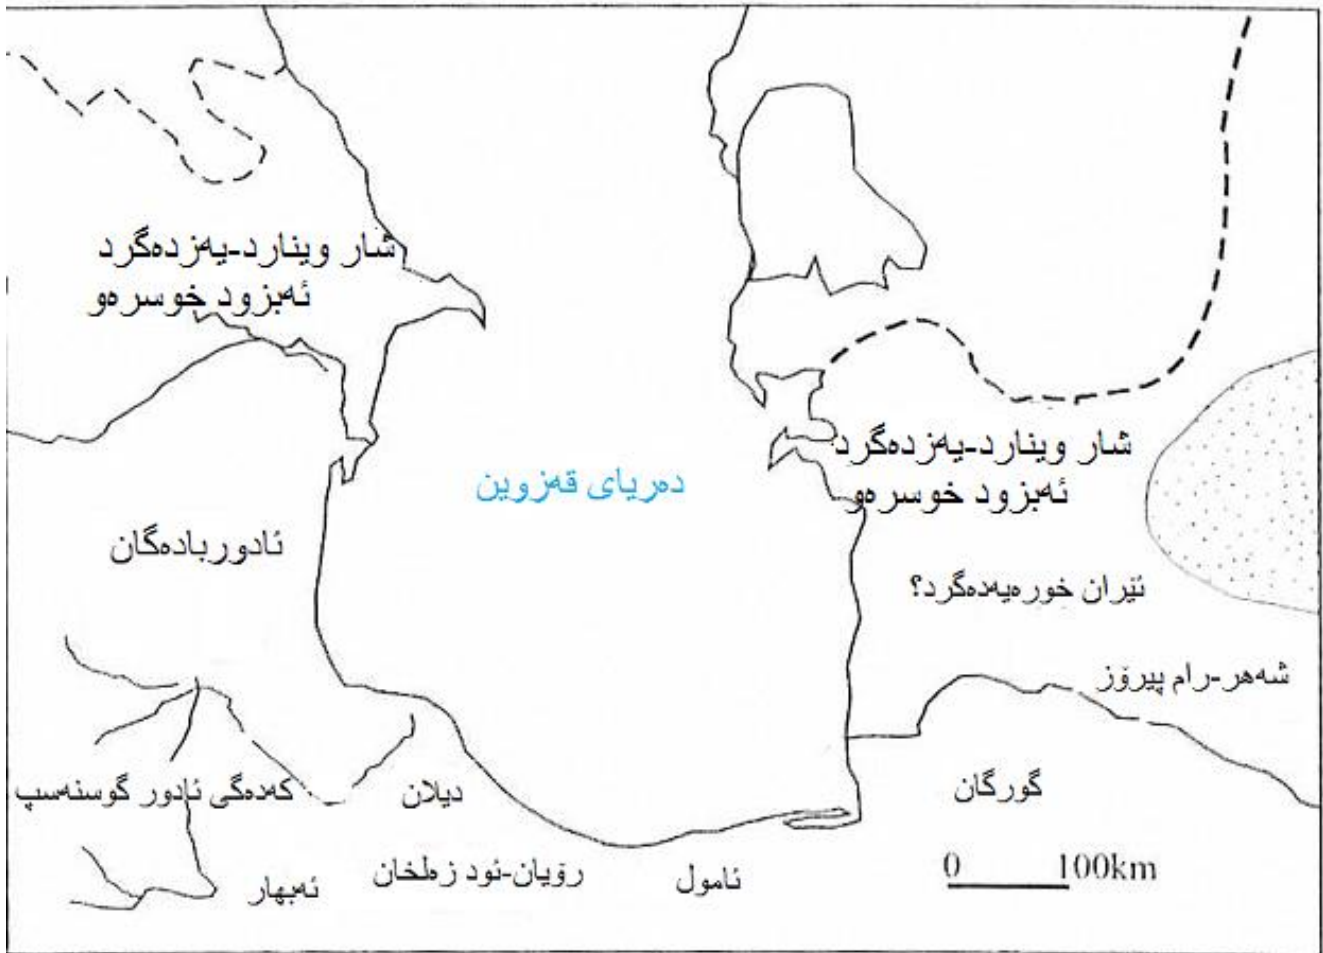 شار وینارد-یەزدەگرد
ئەبزود خوسرەو
شار وینارد-یەزدەگرد
ئەبزود خوسرەو
دەریای قەزوین
ئادوربادەگان
ئێران خورەیەدەگرد؟
شەهر-رام پیرۆز
کەدەگی ئادور گوسنەسپ
دیلان
گورگان
ئەبهار
رۆیان-ئود زەلخان
ئامول
0 100km